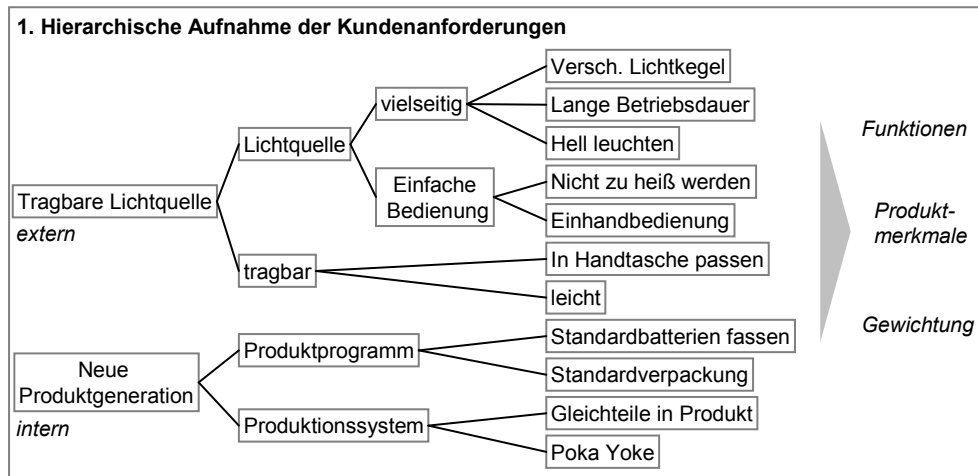 1. Hierarchische Aufnahme der Kundenanforderungen
Versch. Lichtkegel
vielseitig
Lange Betriebsdauer
Funktionen
Lichtquelle
Hell leuchten
Einfache
Bedienung
Nicht zu heiß werden
Tragbare Lichtquelle
extern
Einhandbedienung
Produkt-
merkmale
tragbar
In Handtasche passen
leicht
Gewichtung
Neue
Produktgeneration
intern
Produktprogramm
Standardbatterien fassen
Standardverpackung
Produktionssystem
Gleichteile in Produkt
Poka Yoke